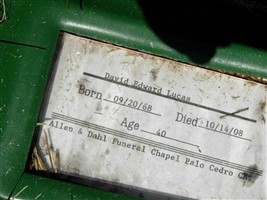 David Edward Lucas
Born 09/20/68 Died 10/14/08
Age 40
Allen & Dahl Funeral Chapel Palo Cedro CA.